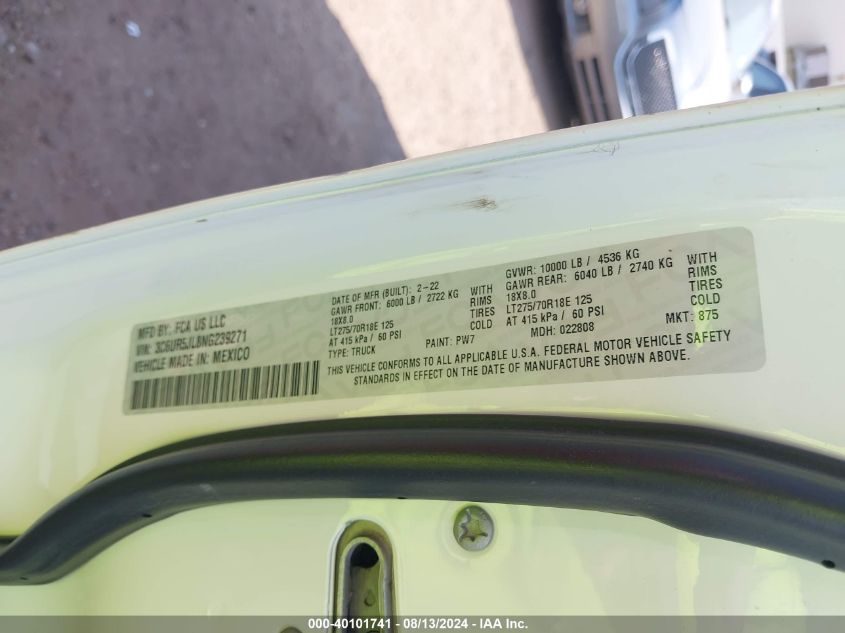 MFD BY: FCA US LLC
VIN: 3C6UR5JL8NG239271
VEHICLE MADE IN: MEXICO
DATE OF MFR (BUILT): 2-22
GAWR FRONT: 6000 LB / 2722 KG WITH
18X8.0 RIMS
LT275/70R18E 125 TIRES
AT 415 kPa / 60 PSI COLD
TYPE: TRUCK PAINT: PW7
GVWR: 10000 LB / 4536 KG
GAWR REAR: 6040 LB / 2740 KG WITH
18X8.0 RIMS
LT275/70R18E 125 TIRES
AT 415 kPa / 60 PSI COLD
MDH: 022808 MKT: 875
THIS VEHICLE CONFORMS TO ALL APPLICABLE U.S.A. FEDERAL MOTOR VEHICLE SAFETY
STANDARDS IN EFFECT ON THE DATE OF MANUFACTURE SHOWN ABOVE.
000-40101741 - 08/13/2024 - IAA Inc.